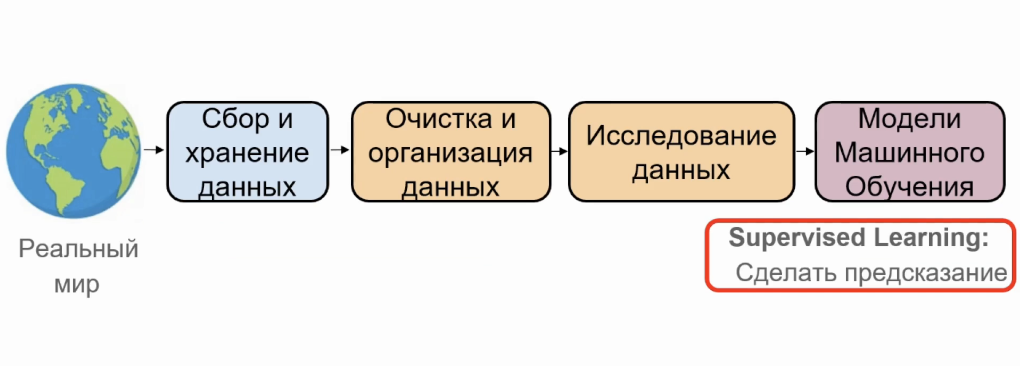 Реальный
мир
Сбор и
хранение
данных
Очистка и
организация
данных
Исследование
данных
Модели
Машинного
Обучения
Supervised Learning:
Сделать предсказание